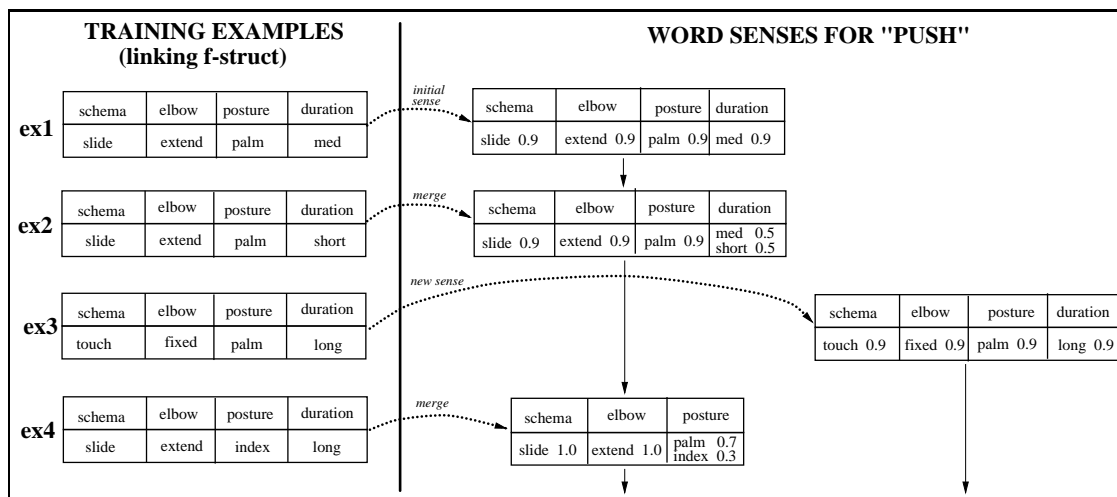 TRAINING EXAMPLES
(linking f-struct)
WORD SENSES FOR "PUSH"
ex1
schema elbow posture duration
slide extend palm med
initial
sense
schema elbow posture duration
slide 0.9 extend 0.9 palm 0.9 med 0.9
ex2
schema elbow posture duration
slide extend palm short
merge
schema elbow posture duration
slide 0.9 extend 0.9 palm 0.9 med 0.5
short 0.5
ex3
schema elbow posture duration
touch fixed palm long
new sense
schema elbow posture duration
touch 0.9 fixed 0.9 palm 0.9 long 0.9
ex4
schema elbow posture duration
slide extend index long
merge
schema elbow posture
slide 1.0 extend 1.0 palm 0.7
index 0.3